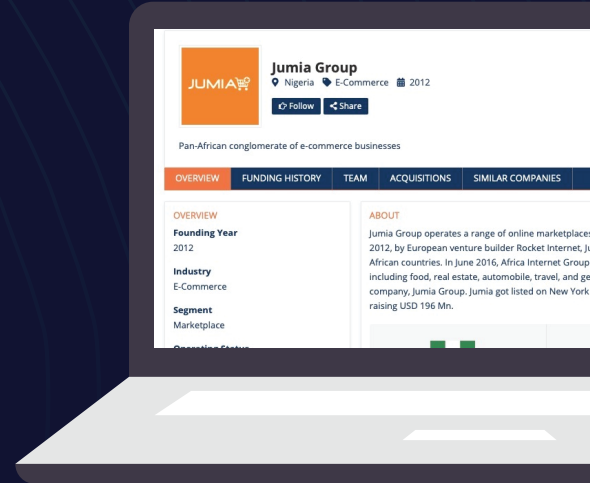 JUMIA
Jumia Group
Nigeria E-Commerce 2012
Follow Share
Pan-African conglomerate of e-commerce businesses
OVERVIEW FUNDING HISTORY TEAM ACQUISITIONS SIMILAR COMPANIES
OVERVIEW
Founding Year
2012
Industry
E-Commerce
Segment
Marketplace
Operating Status
ABOUT
Jumia Group operates a range of online marketplaces
2012, by European venture builder Rocket Internet,
African countries. In June 2016, Africa Internet Group
including food, real estate, automobile, travel, and
company, Jumia Group. Jumia got listed on New York
raising USD 196 Mn.